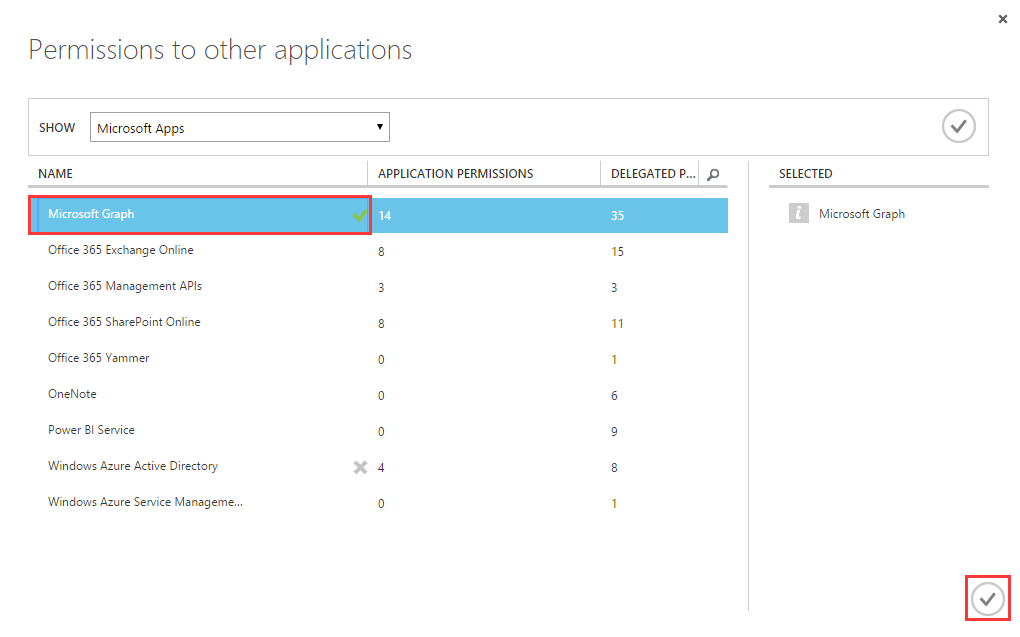 Permissions to other applications
SHOW Microsoft Apps
NAME APPLICATION PERMISSIONS DELEGATED P... SELECTED
Microsoft Graph 14 35 Microsoft Graph
Office 365 Exchange Online 8 15
Office 365 Management APIs 3 3
Office 365 SharePoint Online 8 11
Office 365 Yammer 0 1
OneNote 0 6
Power BI Service 0 9
Windows Azure Active Directory 4 8
Windows Azure Service Manageme... 0 1